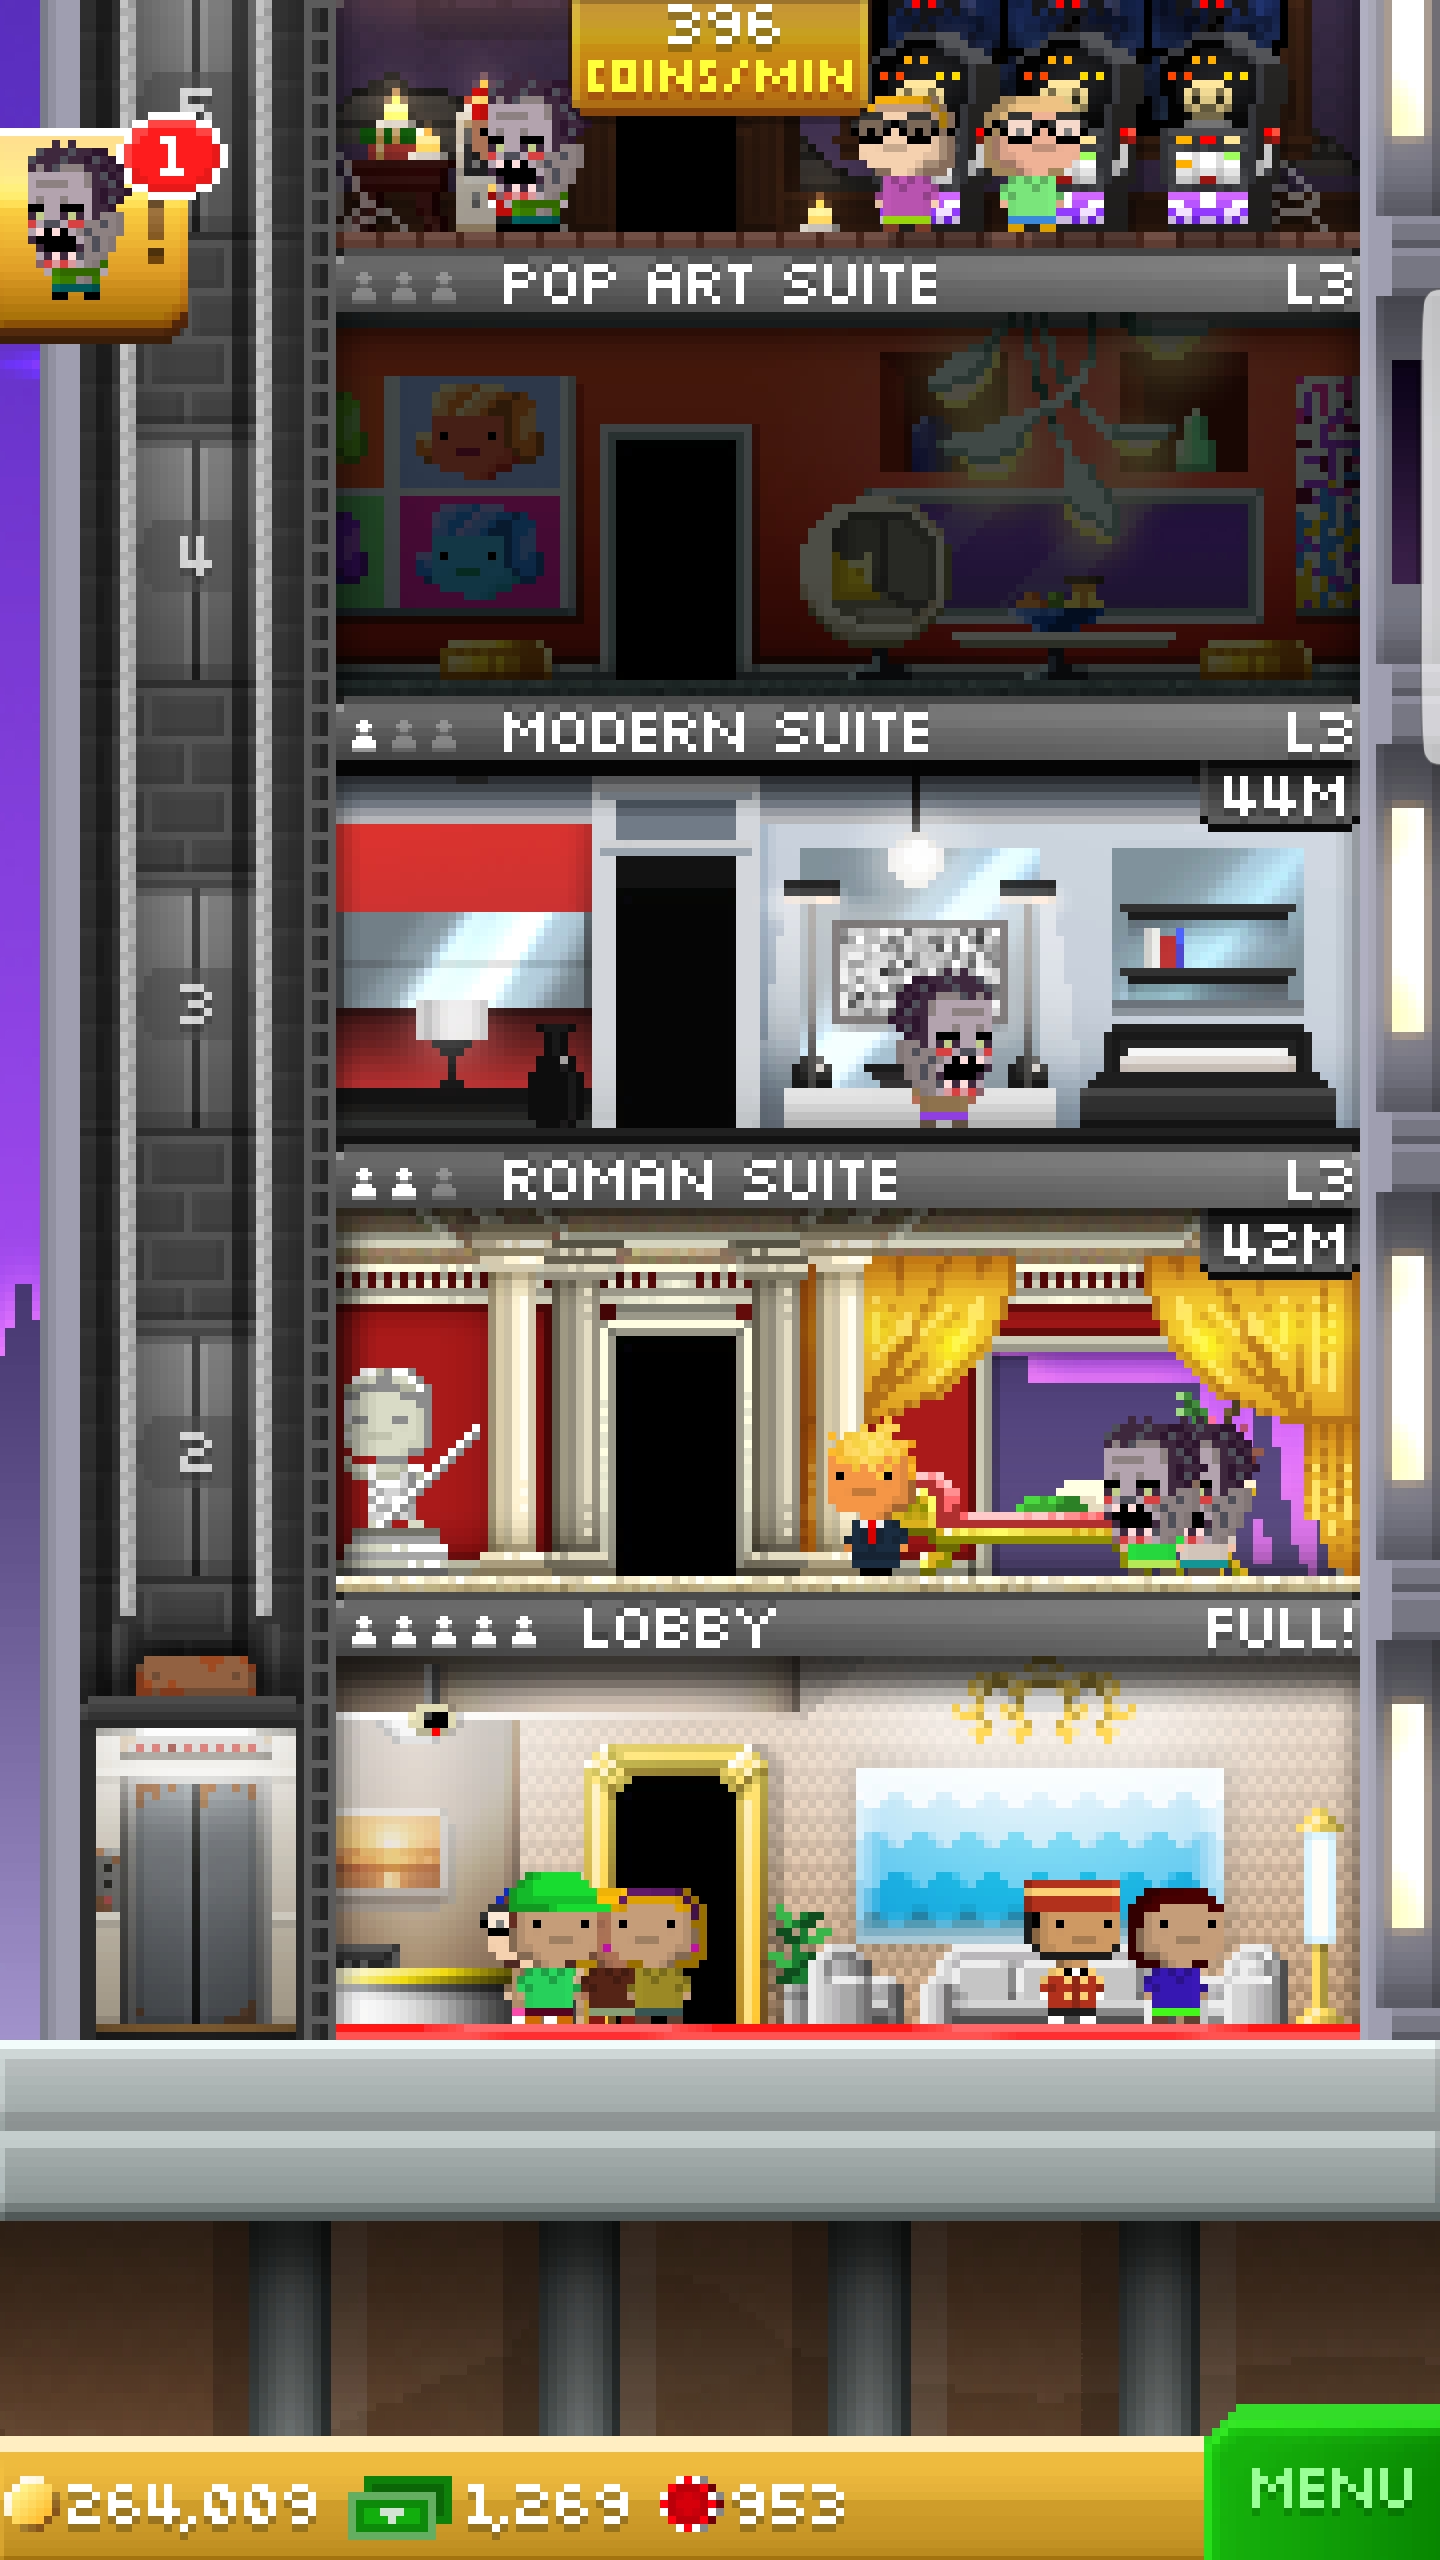 396
COINS/MIN
5
1
!
POP ART SUITE L3
4
MODERN SUITE L3
44M
3
ROMAN SUITE L3
42M
2
LOBBY FULL!
264,009 1,269 953
MENU